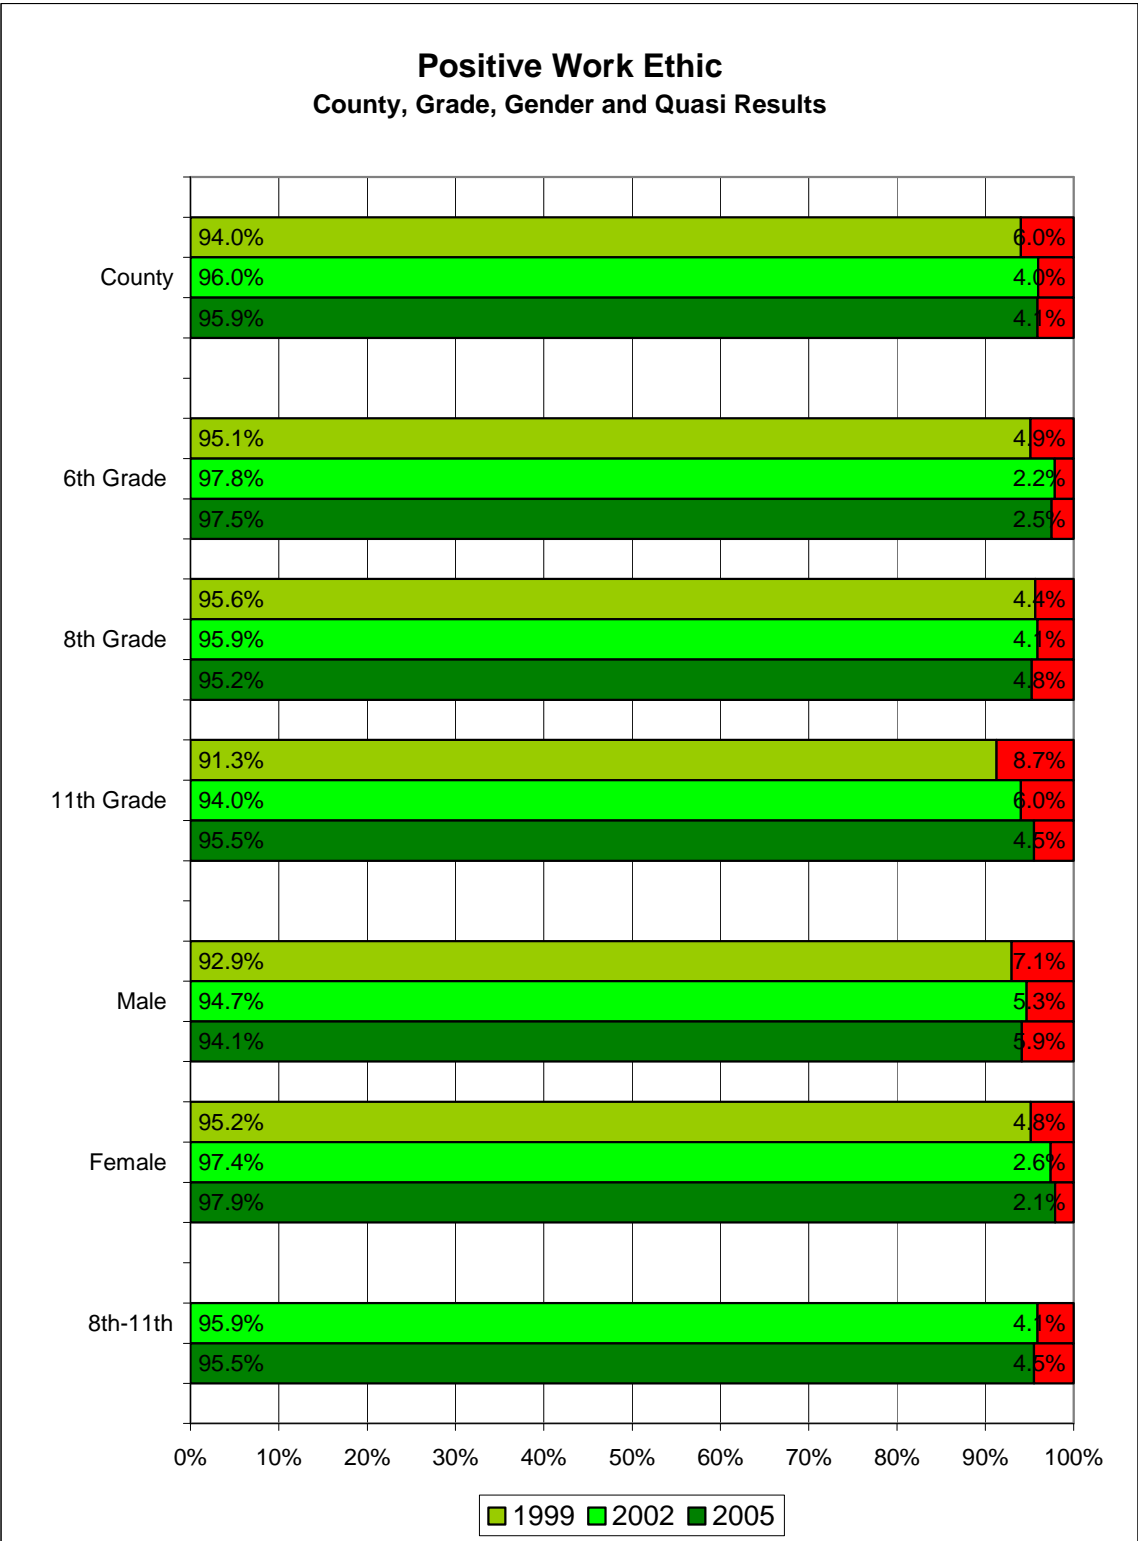 Positive Work Ethic
County, Grade, Gender and Quasi Results
94.0% 6.0%
County 96.0% 4.0%
95.9% 4.1%
95.1% 4.9%
6th Grade 97.8% 2.2%
97.5% 2.5%
95.6% 4.4%
8th Grade 95.9% 4.1%
95.2% 4.8%
91.3% 8.7%
11th Grade 94.0% 6.0%
95.5% 4.5%
92.9% 7.1%
Male 94.7% 5.3%
94.1% 5.9%
95.2% 4.8%
Female 97.4% 2.6%
97.9% 2.1%
8th-11th 95.9% 4.1%
95.5% 4.5%
0% 10% 20% 30% 40% 50% 60% 70% 80% 90% 100%
1999 2002 2005